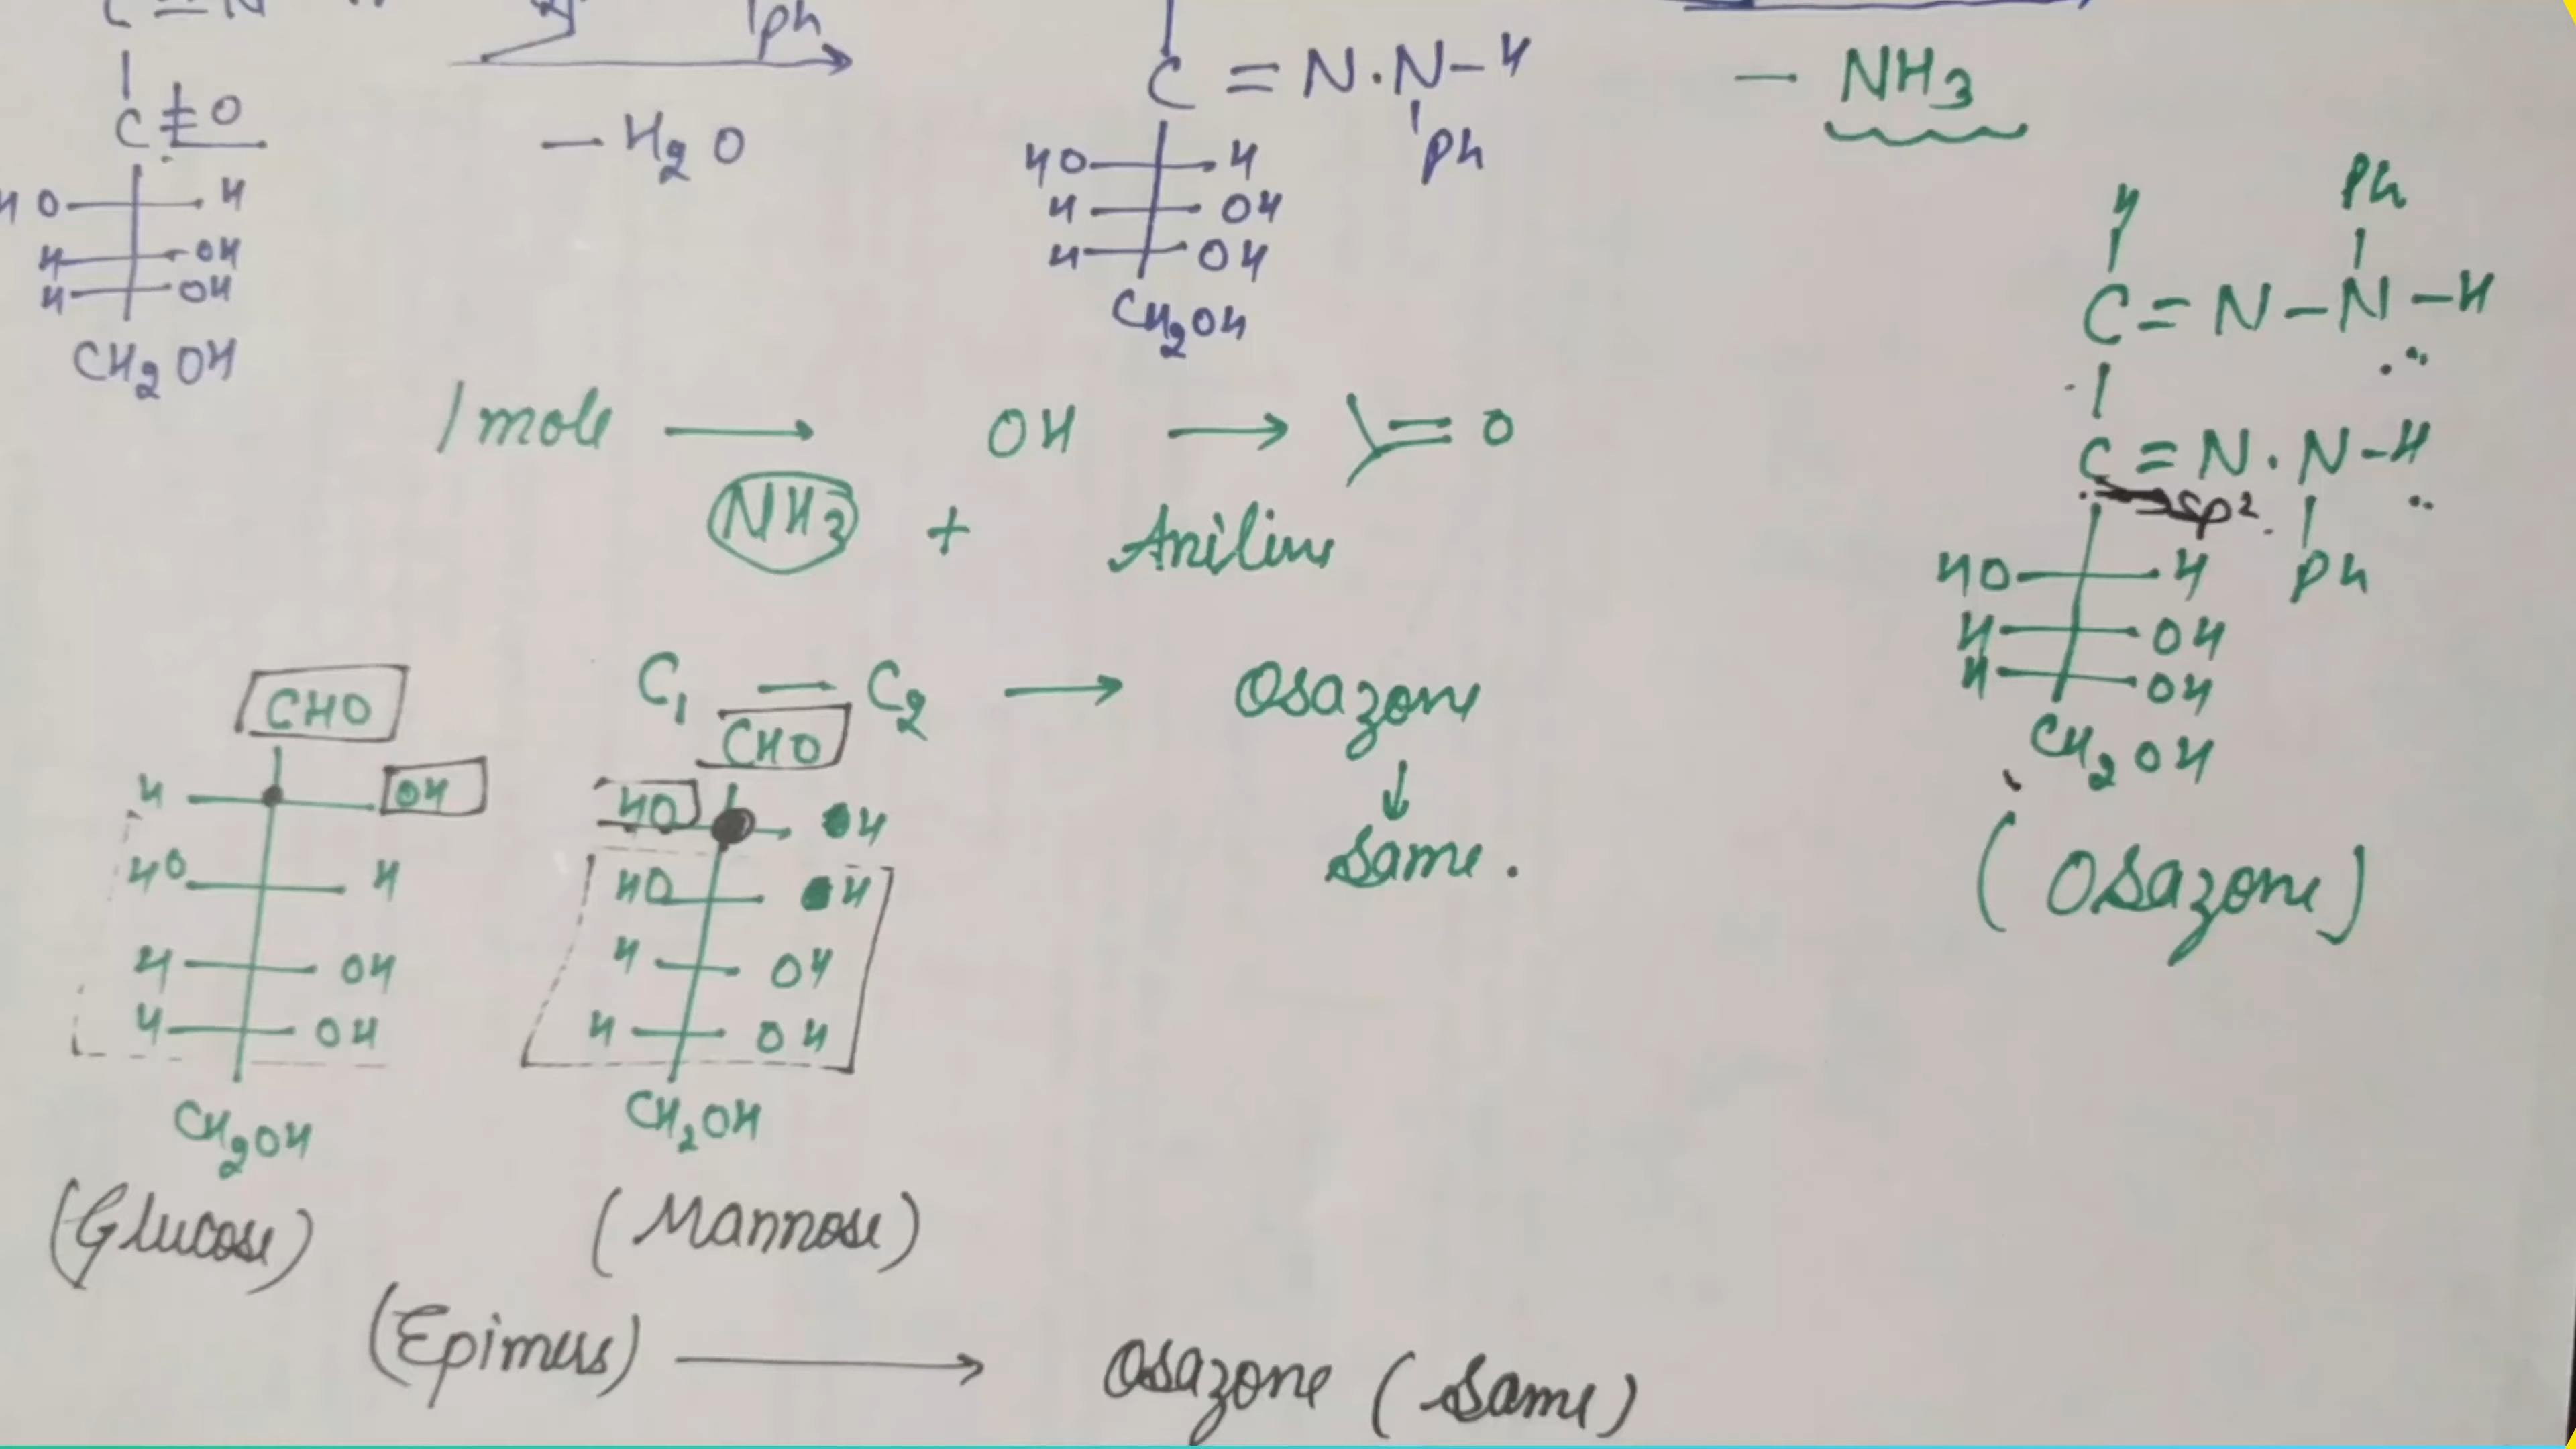 Ph
C = N · N - H
Ph
- NH3
C = O
- H2O
HO H
H OH
H OH
CH2OH
HO H
H OH
H OH
CH2OH
H Ph
C = N - N - H
C = N · N - H
sp2
Ph
HO H
H OH
H OH
CH2OH
(Osazone)
1 mole → OH → = O
NH3 + Aniline
C1 — C2 → Osazone
↓
Same.
CHO
H OH
HO H
H OH
H OH
CH2OH
(Glucose)
CHO
HO H
HO H
H OH
H OH
CH2OH
(Mannose)
(Epimers) → Osazone (Same)